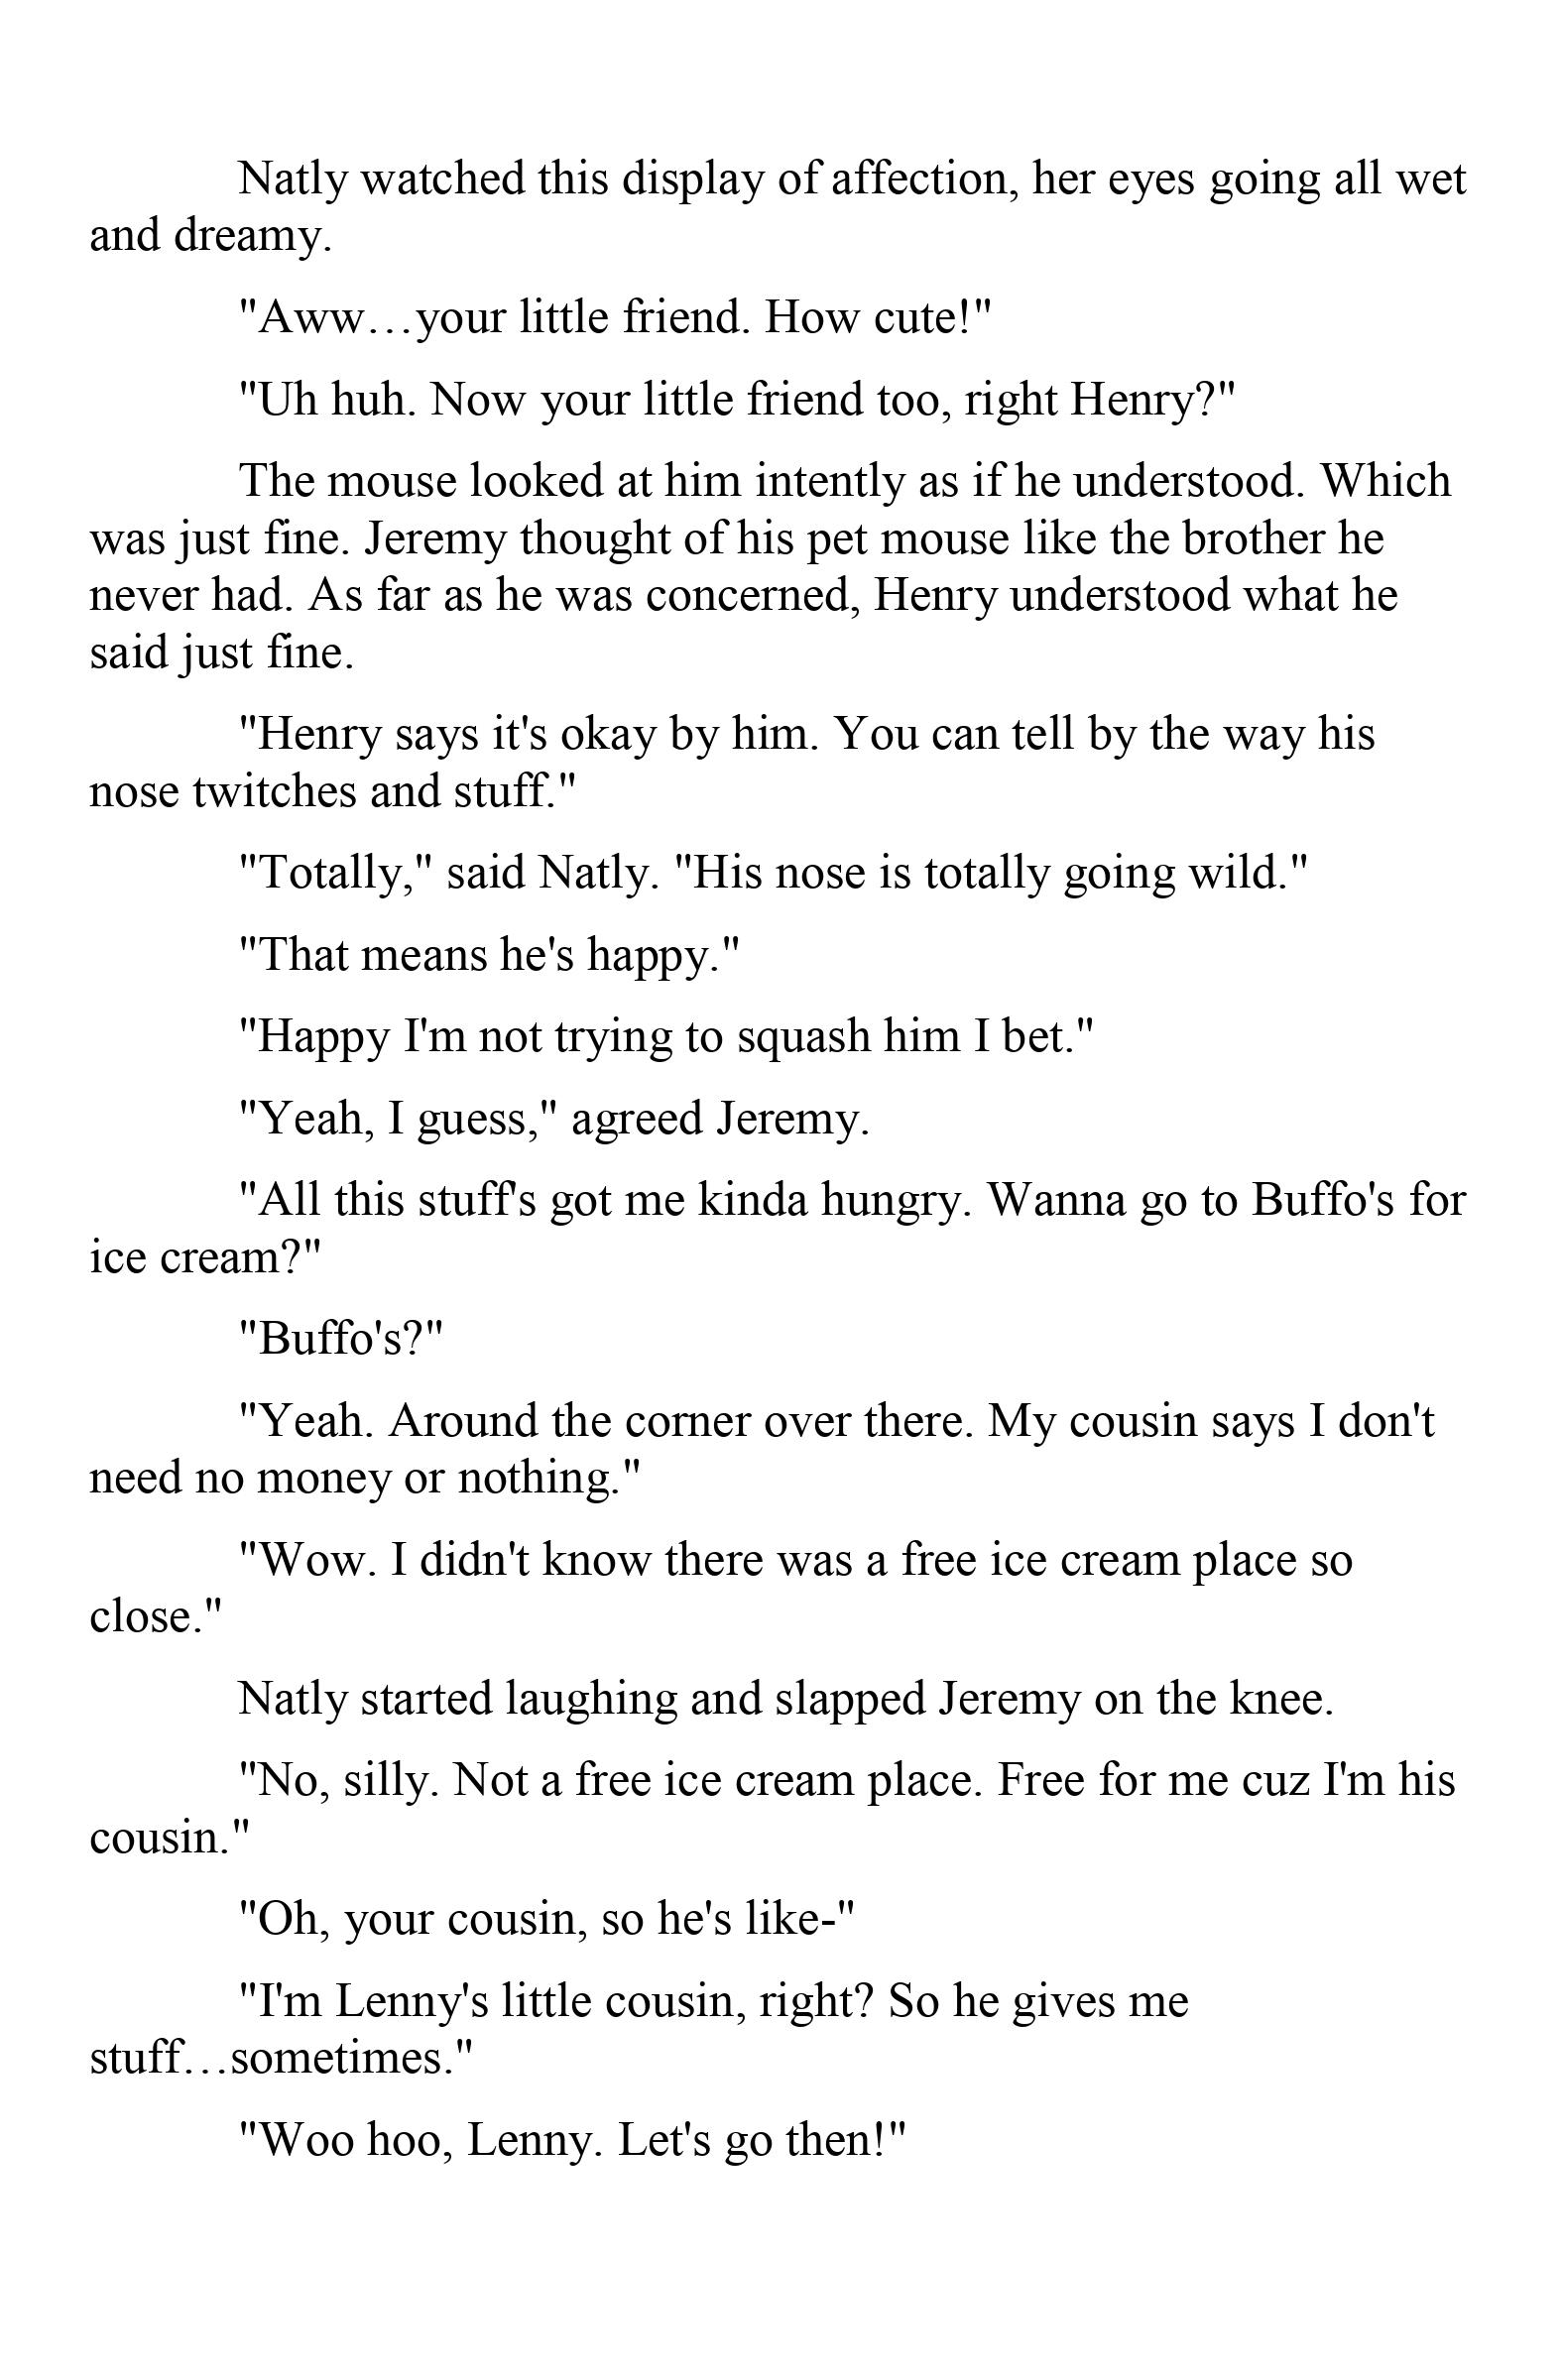 Natly watched this display of affection, her eyes going all wet
and dreamy.
"Aww…your little friend. How cute!"
"Uh huh. Now your little friend too, right Henry?"
The mouse looked at him intently as if he understood. Which
was just fine. Jeremy thought of his pet mouse like the brother he
never had. As far as he was concerned, Henry understood what he
said just fine.
"Henry says it's okay by him. You can tell by the way his
nose twitches and stuff."
"Totally," said Natly. "His nose is totally going wild."
"That means he's happy."
"Happy I'm not trying to squash him I bet."
"Yeah, I guess," agreed Jeremy.
"All this stuff's got me kinda hungry. Wanna go to Buffo's for
ice cream?"
"Buffo's?"
"Yeah. Around the corner over there. My cousin says I don't
need no money or nothing."
"Wow. I didn't know there was a free ice cream place so
close."
Natly started laughing and slapped Jeremy on the knee.
"No, silly. Not a free ice cream place. Free for me cuz I'm his
cousin."
"Oh, your cousin, so he's like-"
"I'm Lenny's little cousin, right? So he gives me
stuff…sometimes."
"Woo hoo, Lenny. Let's go then!"